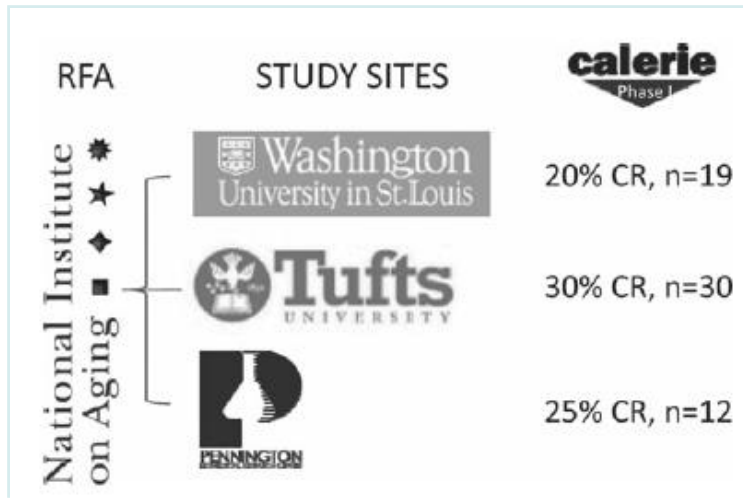 RFA
STUDY SITES
calerie
Phase I
National Institute
on Aging
Washington
University in St.Louis
20% CR, n=19
Tufts
UNIVERSITY
30% CR, n=30
PENNINGTON
25% CR, n=12